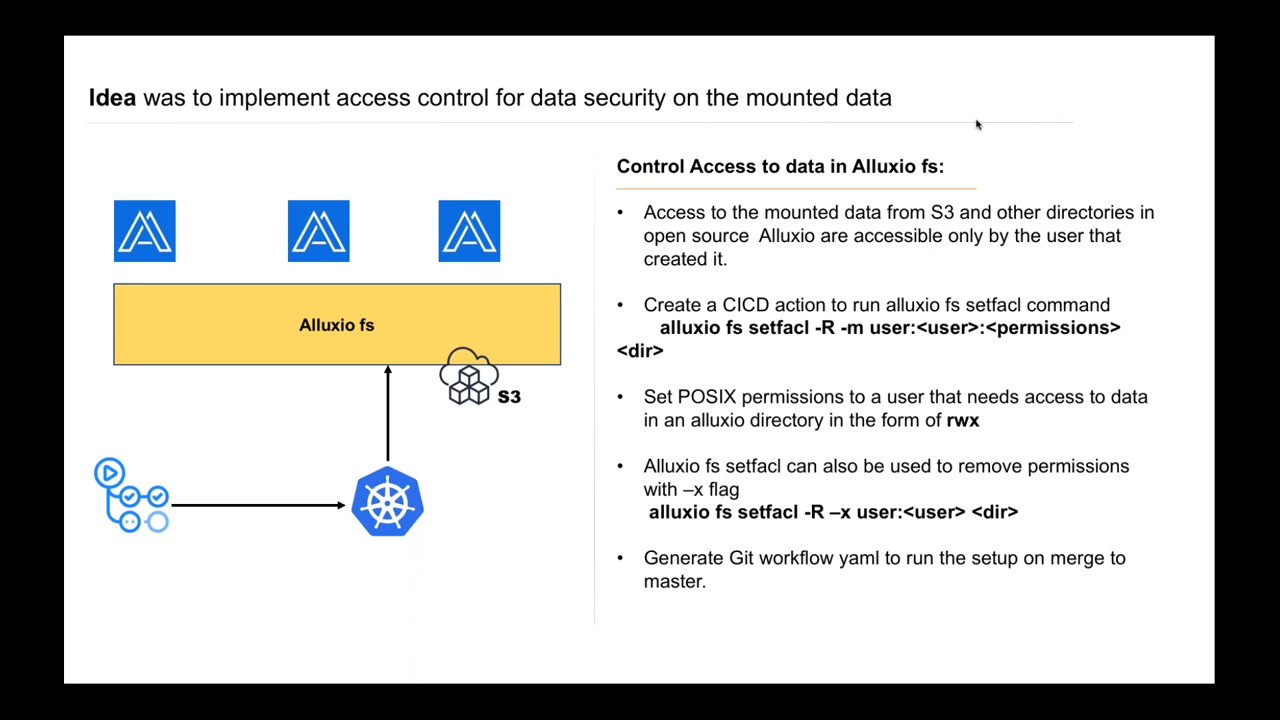 Idea was to implement access control for data security on the mounted data
Alluxio fs
S3
Control Access to data in Alluxio fs:
• Access to the mounted data from S3 and other directories in
open source Alluxio are accessible only by the user that
created it.
• Create a CICD action to run alluxio fs setfacl command
alluxio fs setfacl -R -m user:<user>:<permissions>
<dir>
• Set POSIX permissions to a user that needs access to data
in an alluxio directory in the form of rwx
• Alluxio fs setfacl can also be used to remove permissions
with –x flag
alluxio fs setfacl -R –x user:<user> <dir>
• Generate Git workflow yaml to run the setup on merge to
master.